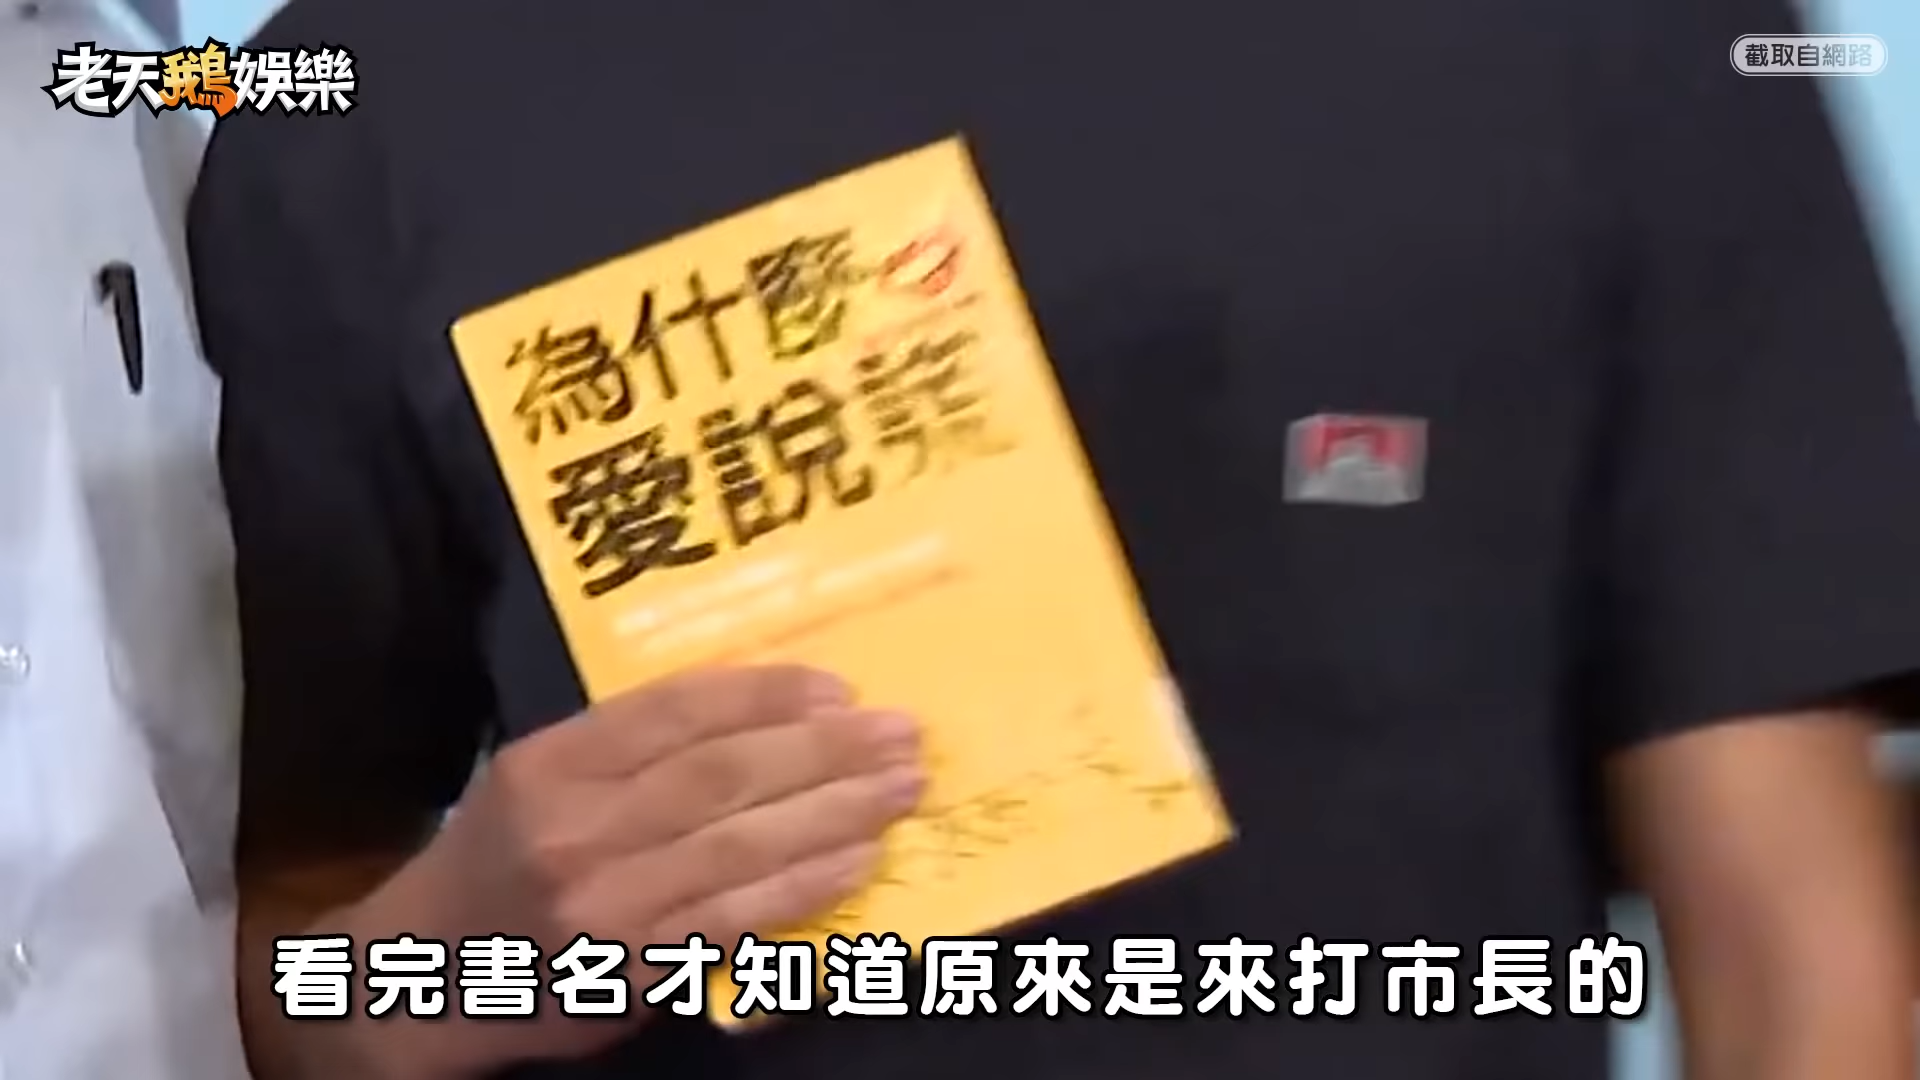 老天鵝娛樂
截取自網路
為什麼
愛說謊
看完書名才知道原來是來打市長的